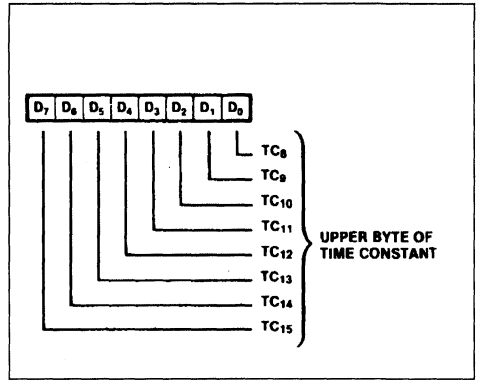 D₇ D₆ D₅ D₄ D₃ D₂ D₁ D₀
TC₈
TC₉
TC₁₀
TC₁₁
TC₁₂
TC₁₃
TC₁₄
TC₁₅
UPPER BYTE OF
TIME CONSTANT